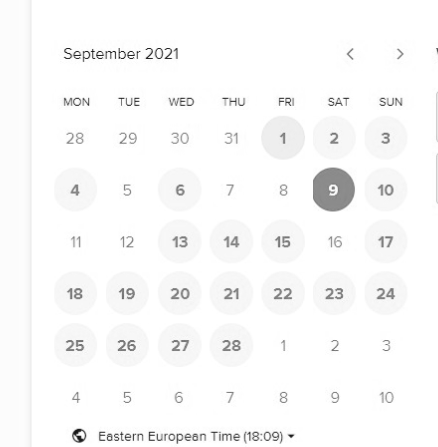 September 2021
MON TUE WED THU FRI SAT SUN
28 29 30 31 1 2 3
4 5 6 7 8 9 10
11 12 13 14 15 16 17
18 19 20 21 22 23 24
25 26 27 28 1 2 3
4 5 6 7 8 9 10
Eastern European Time (18:09)